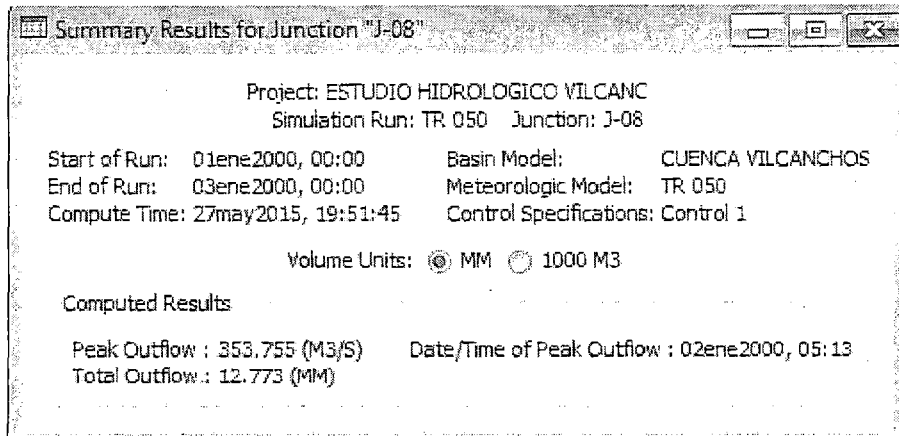 Summary Results for Junction "J-08"
Project: ESTUDIO HIDROLOGICO VILCANC
Simulation Run: TR 050 Junction: J-08
Start of Run: 01ene2000, 00:00 Basin Model: CUENCA VILCANCHOS
End of Run: 03ene2000, 00:00 Meteorologic Model: TR 050
Compute Time: 27may2015, 19:51:45 Control Specifications: Control 1
Volume Units: MM 1000 M3
Computed Results
Peak Outflow : 353.755 (M3/S) Date/Time of Peak Outflow : 02ene2000, 05:13
Total Outflow : 12.773 (MM)